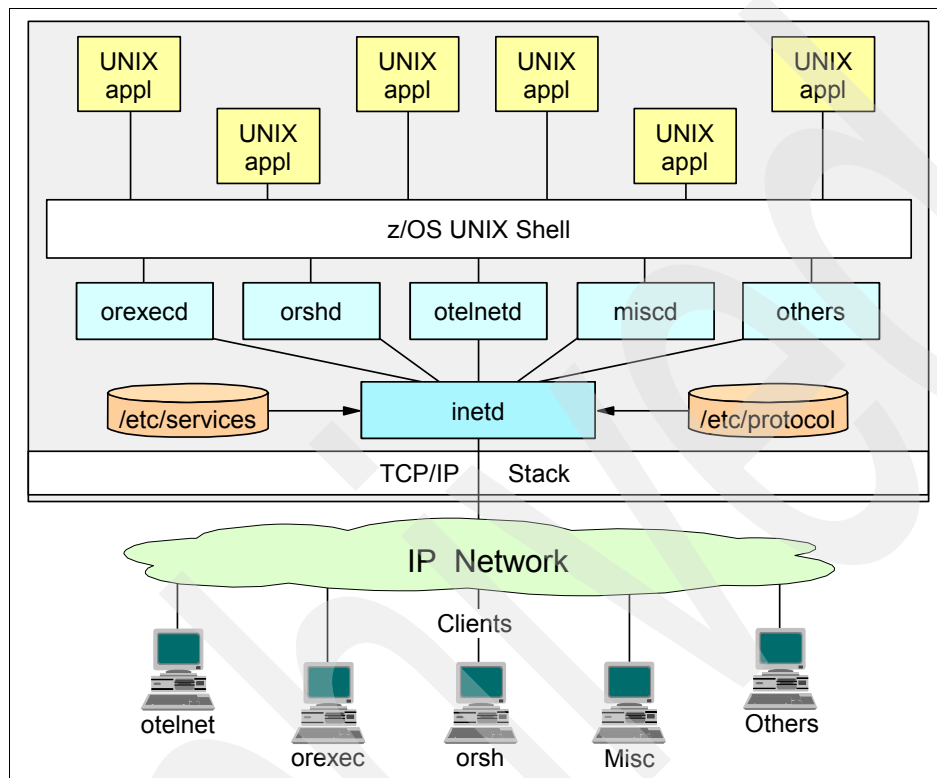 UNIX
appl
UNIX
appl
UNIX
appl
UNIX
appl
UNIX
appl
UNIX
appl
z/OS UNIX Shell
orexecd
orshd
otelnetd
miscd
others
/etc/services
inetd
/etc/protocol
TCP/IP Stack
IP Network
Clients
otelnet
orexec
orsh
Misc
Others